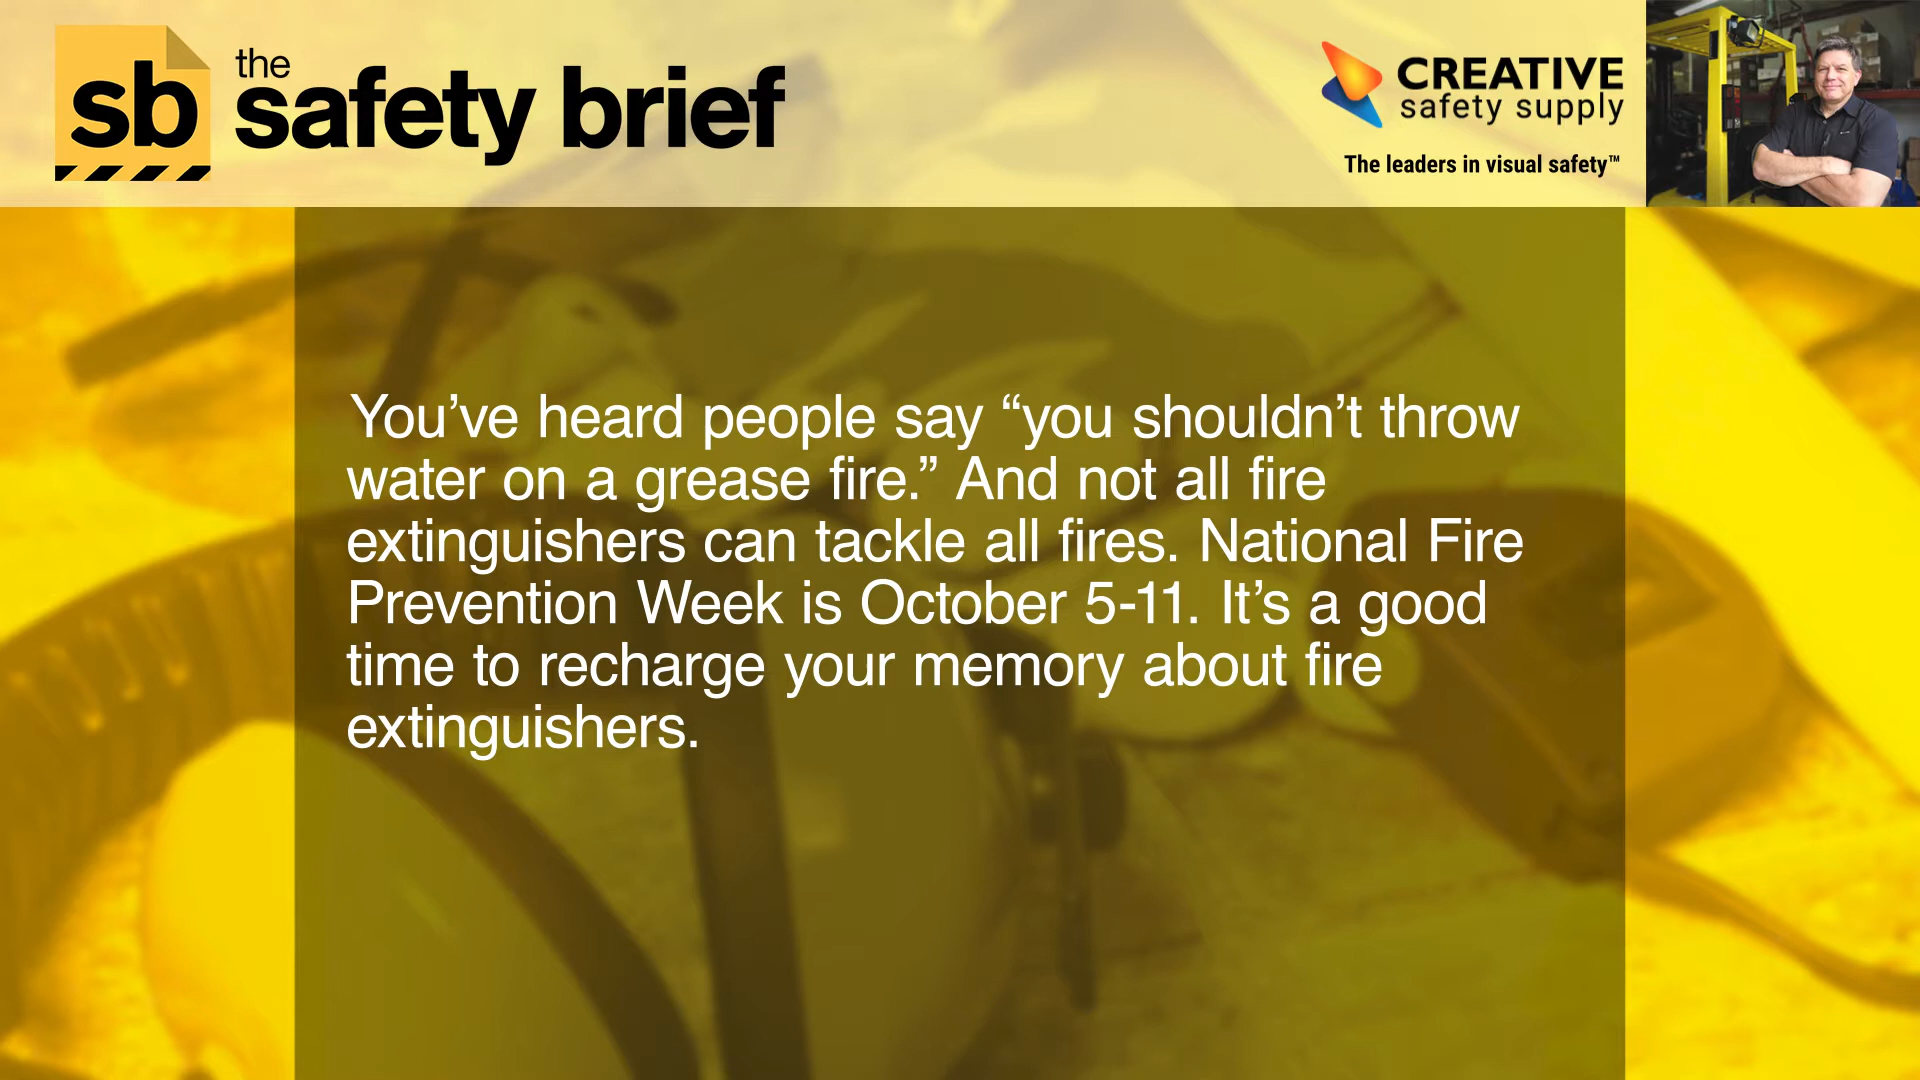 sb
the
safety brief
CREATIVE
safety supply
The leaders in visual safety™
You’ve heard people say “you shouldn’t throw
water on a grease fire.” And not all fire
extinguishers can tackle all fires. National Fire
Prevention Week is October 5-11. It’s a good
time to recharge your memory about fire
extinguishers.